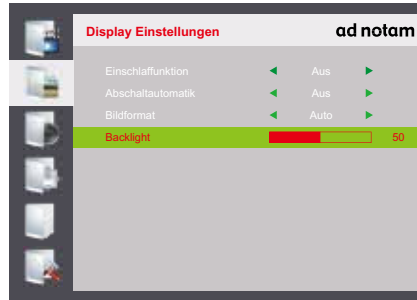 Display Einstellungen
ad notam
Einschlaffunktion Aus
Abschaltautomatik Aus
Bildformat Auto
Backlight 50